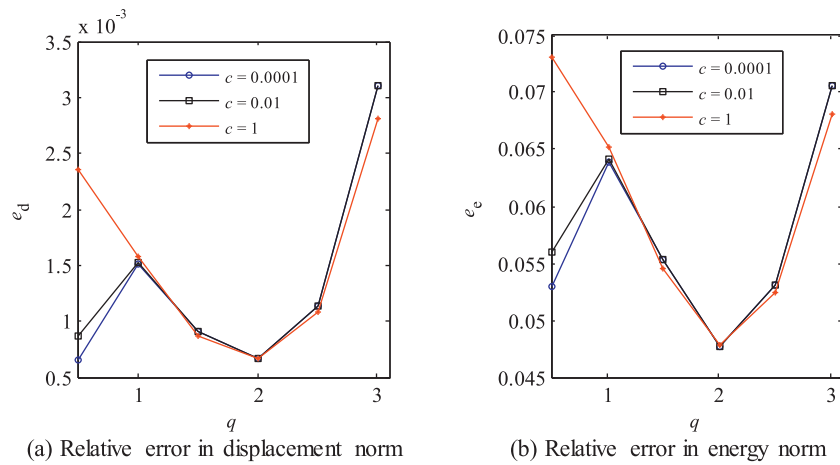 x 10⁻³
3.5
3
2.5
2
1.5
1
0.5
1 2 3
e_d
q
c = 0.0001
c = 0.01
c = 1
(a) Relative error in displacement norm
0.075
0.07
0.065
0.06
0.055
0.05
0.045
1 2 3
e_e
q
c = 0.0001
c = 0.01
c = 1
(b) Relative error in energy norm